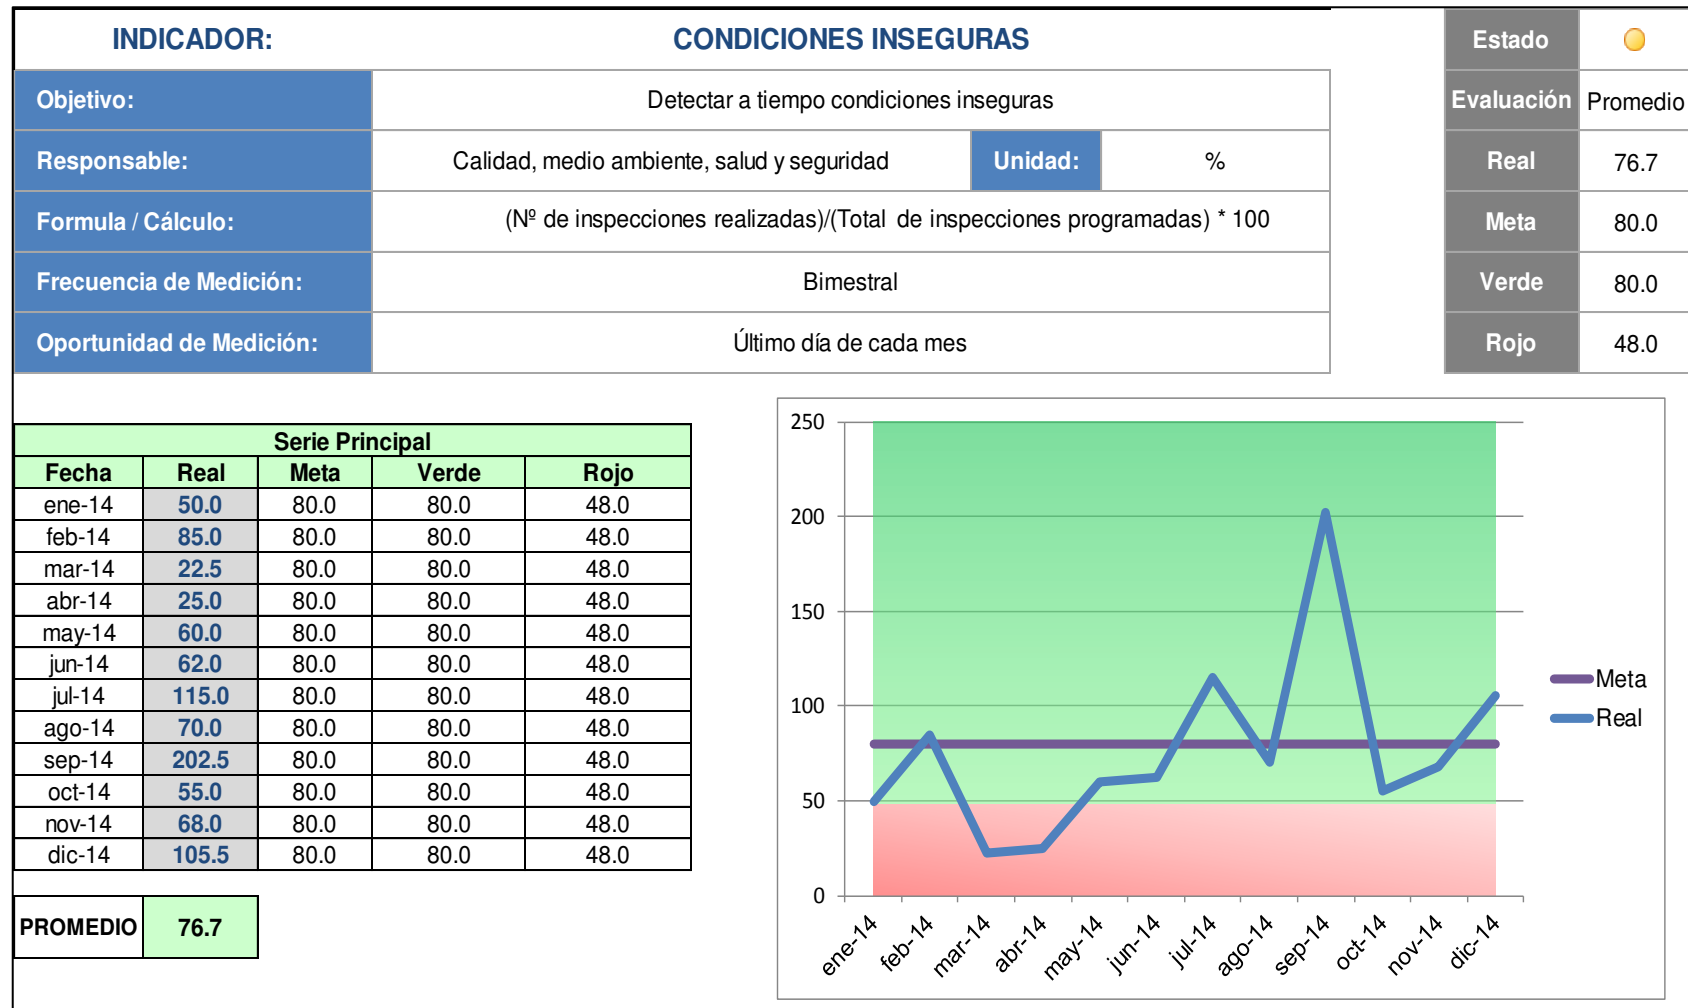 INDICADOR: CONDICIONES INSEGURAS
Estado
Objetivo: Detectar a tiempo condiciones inseguras
Evaluación Promedio
Responsable: Calidad, medio ambiente, salud y seguridad Unidad: %
Real 76.7
Formula / Cálculo: (Nº de inspecciones realizadas)/(Total de inspecciones programadas) * 100
Meta 80.0
Frecuencia de Medición: Bimestral
Verde 80.0
Oportunidad de Medición: Último día de cada mes
Rojo 48.0
Serie Principal
Fecha Real Meta Verde Rojo
ene-14 50.0 80.0 80.0 48.0
feb-14 85.0 80.0 80.0 48.0
mar-14 22.5 80.0 80.0 48.0
abr-14 25.0 80.0 80.0 48.0
may-14 60.0 80.0 80.0 48.0
jun-14 62.0 80.0 80.0 48.0
jul-14 115.0 80.0 80.0 48.0
ago-14 70.0 80.0 80.0 48.0
sep-14 202.5 80.0 80.0 48.0
oct-14 55.0 80.0 80.0 48.0
nov-14 68.0 80.0 80.0 48.0
dic-14 105.5 80.0 80.0 48.0
PROMEDIO 76.7
250
200
150
100
50
0
ene-14 feb-14 mar-14 abr-14 may-14 jun-14 jul-14 ago-14 sep-14 oct-14 nov-14 dic-14
Meta
Real